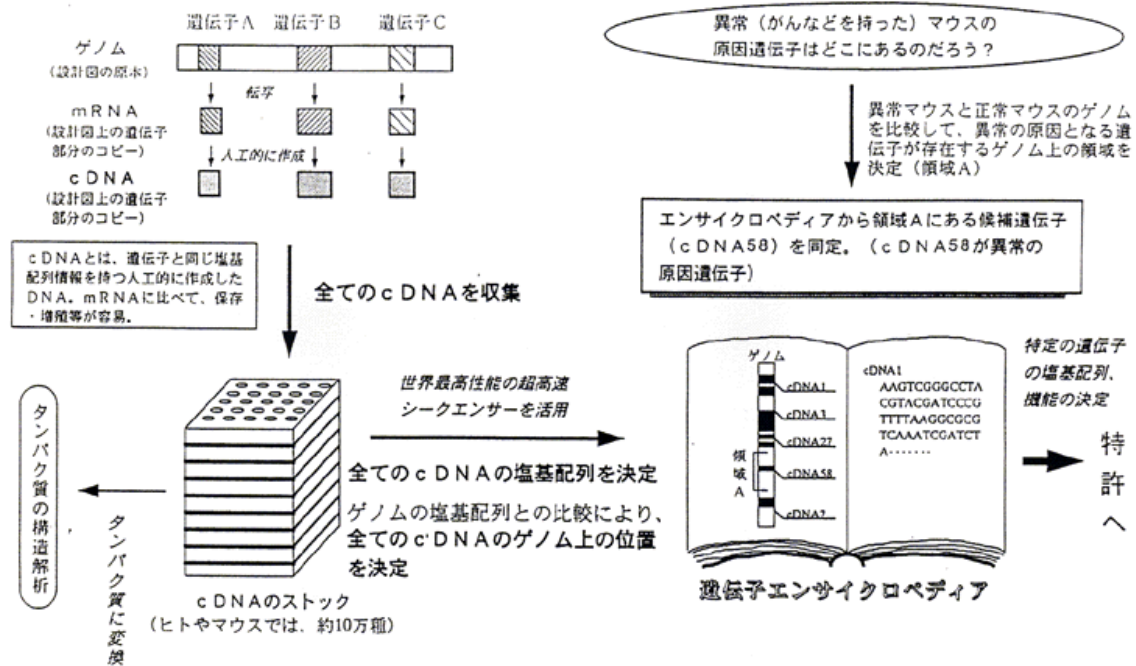 遺伝子A 遺伝子B 遺伝子C
ゲノム
(設計図の原本)
転写
mRNA
(設計図上の遺伝子
部分のコピー)
人工的に作成
cDNA
(設計図上の遺伝子
部分のコピー)
cDNAとは、遺伝子と同じ塩基
配列情報を持つ人工的に作成した
DNA。mRNAに比べて、保存
・増殖等が容易。
全てのcDNAを収集
タンパク質の構造解析
タンパク質に変換
cDNAのストック
(ヒトやマウスでは、約10万種)
世界最高性能の超高速
シークエンサーを活用
全てのcDNAの塩基配列を決定
ゲノムの塩基配列との比較により、
全てのcDNAのゲノム上の位置
を決定
異常(がんなどを持った)マウスの
原因遺伝子はどこにあるのだろう?
異常マウスと正常マウスのゲノム
を比較して、異常の原因となる遺
伝子が存在するゲノム上の領域を
決定(領域A)
エンサイクロペディアから領域Aにある候補遺伝子
(cDNA58)を同定。(cDNA58が異常の
原因遺伝子)
ゲノム
cDNA1
cDNA3
cDNA27
cDNA58
cDNA2
領域A
cDNA1
AAGTCGGGCCTA
CGTACGATCCCG
TTTTAAGGCGCG
TCAAATCGATCT
A・・・・・・・
遺伝子エンサイクロペディア
特定の遺伝子
の塩基配列、
機能の決定
特許へ